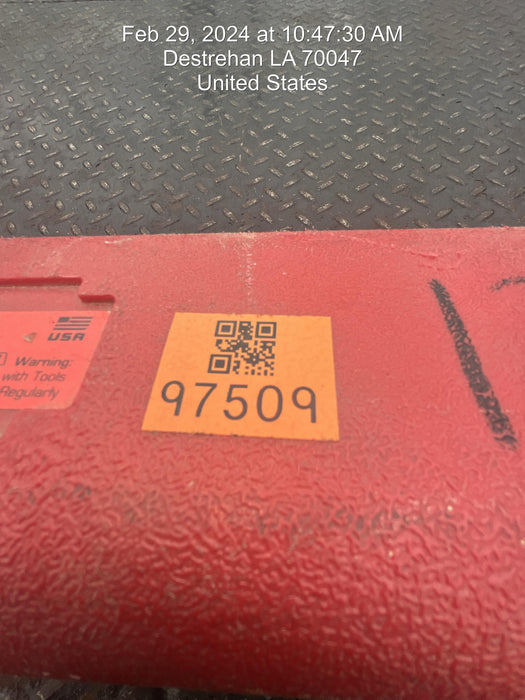 Feb 29, 2024 at 10:47:30 AM
Destrehan LA 70047
United States
USA
Warning:
with Tools
Regularly
97509